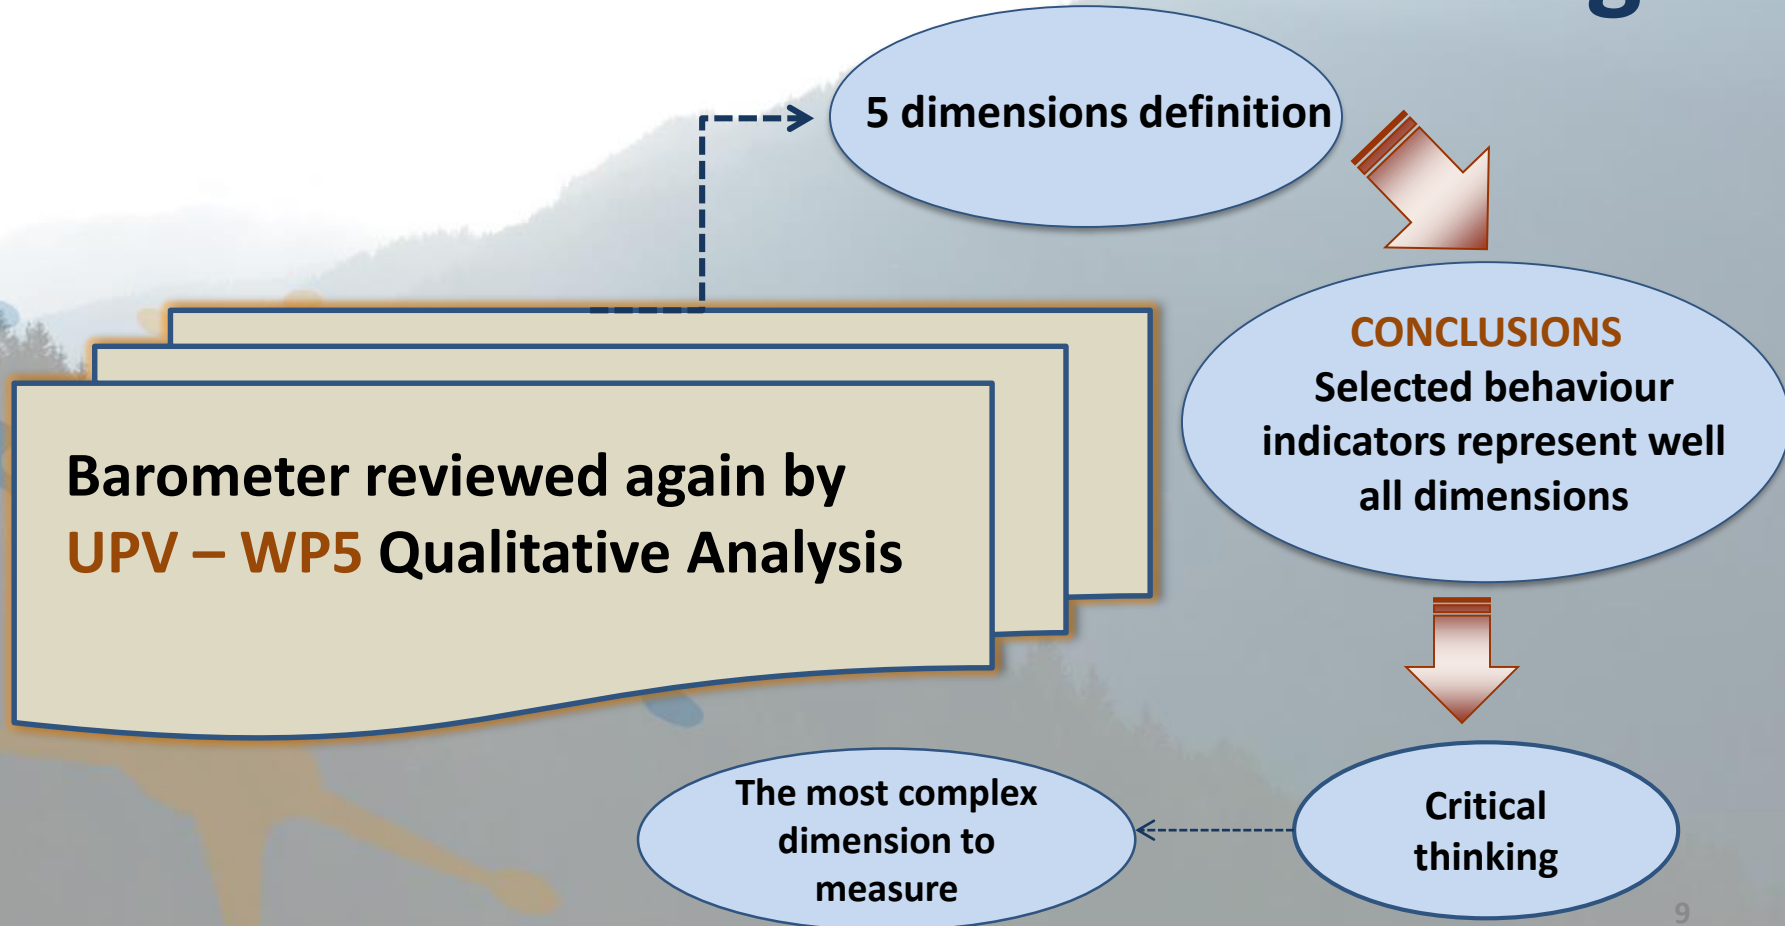 5 dimensions definition
CONCLUSIONS
Selected behaviour
indicators represent well
all dimensions
Barometer reviewed again by
UPV – WP5 Qualitative Analysis
The most complex
dimension to
measure
Critical
thinking
9